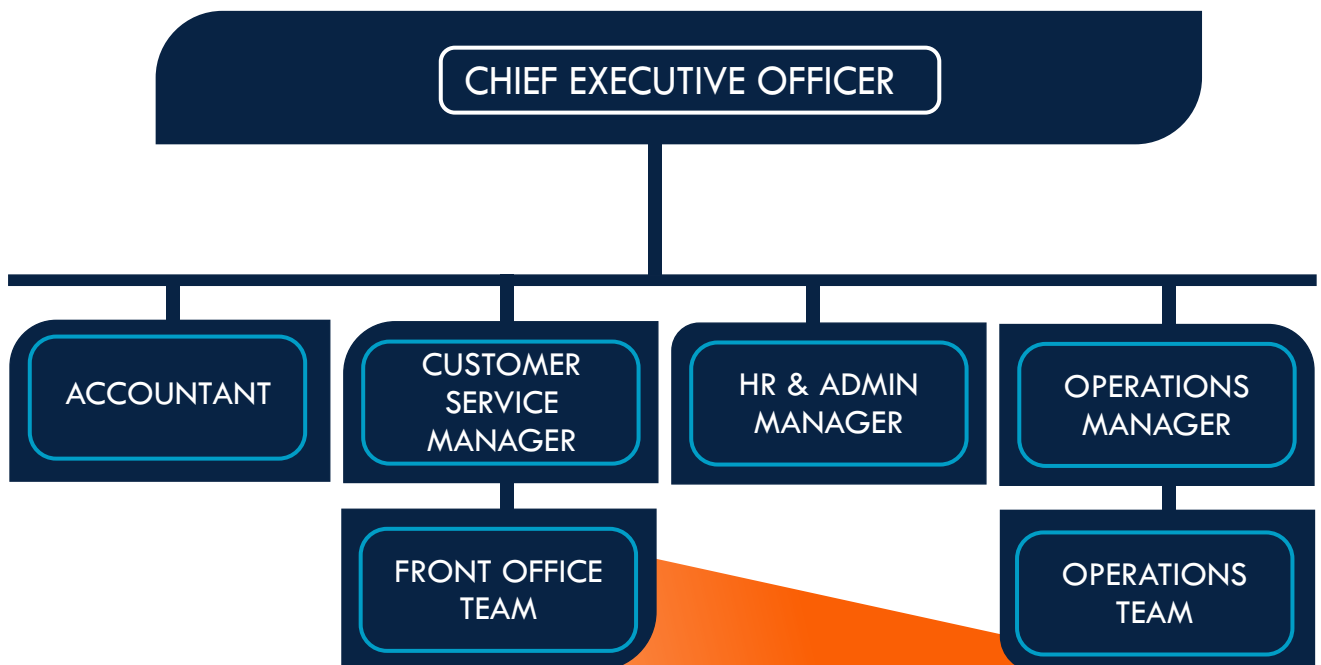 CHIEF EXECUTIVE OFFICER
ACCOUNTANT
CUSTOMER
SERVICE
MANAGER
HR & ADMIN
MANAGER
OPERATIONS
MANAGER
FRONT OFFICE
TEAM
OPERATIONS
TEAM